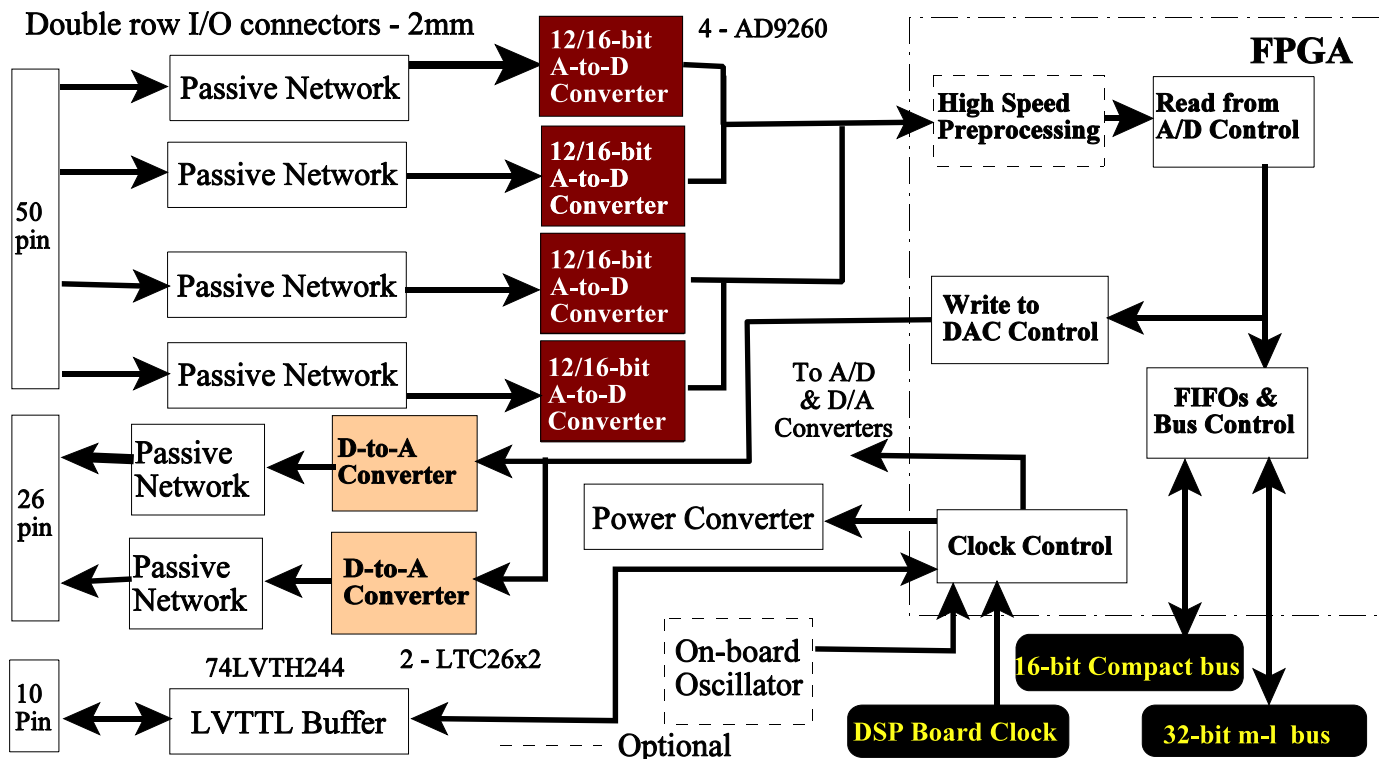 Double row I/O connectors - 2mm
50
pin
Passive Network
Passive Network
Passive Network
Passive Network
12/16-bit
A-to-D
Converter
12/16-bit
A-to-D
Converter
12/16-bit
A-to-D
Converter
12/16-bit
A-to-D
Converter
4 - AD9260
FPGA
High Speed
Preprocessing
Read from
A/D Control
Write to
DAC Control
FIFOs &
Bus Control
To A/D
& D/A
Converters
26
pin
Passive
Network
D-to-A
Converter
Passive
Network
D-to-A
Converter
2 - LTC26x2
Power Converter
Clock Control
10
Pin
74LVTH244
LVTTL Buffer
On-board
Oscillator
Optional
DSP Board Clock
16-bit Compact bus
32-bit m-l bus